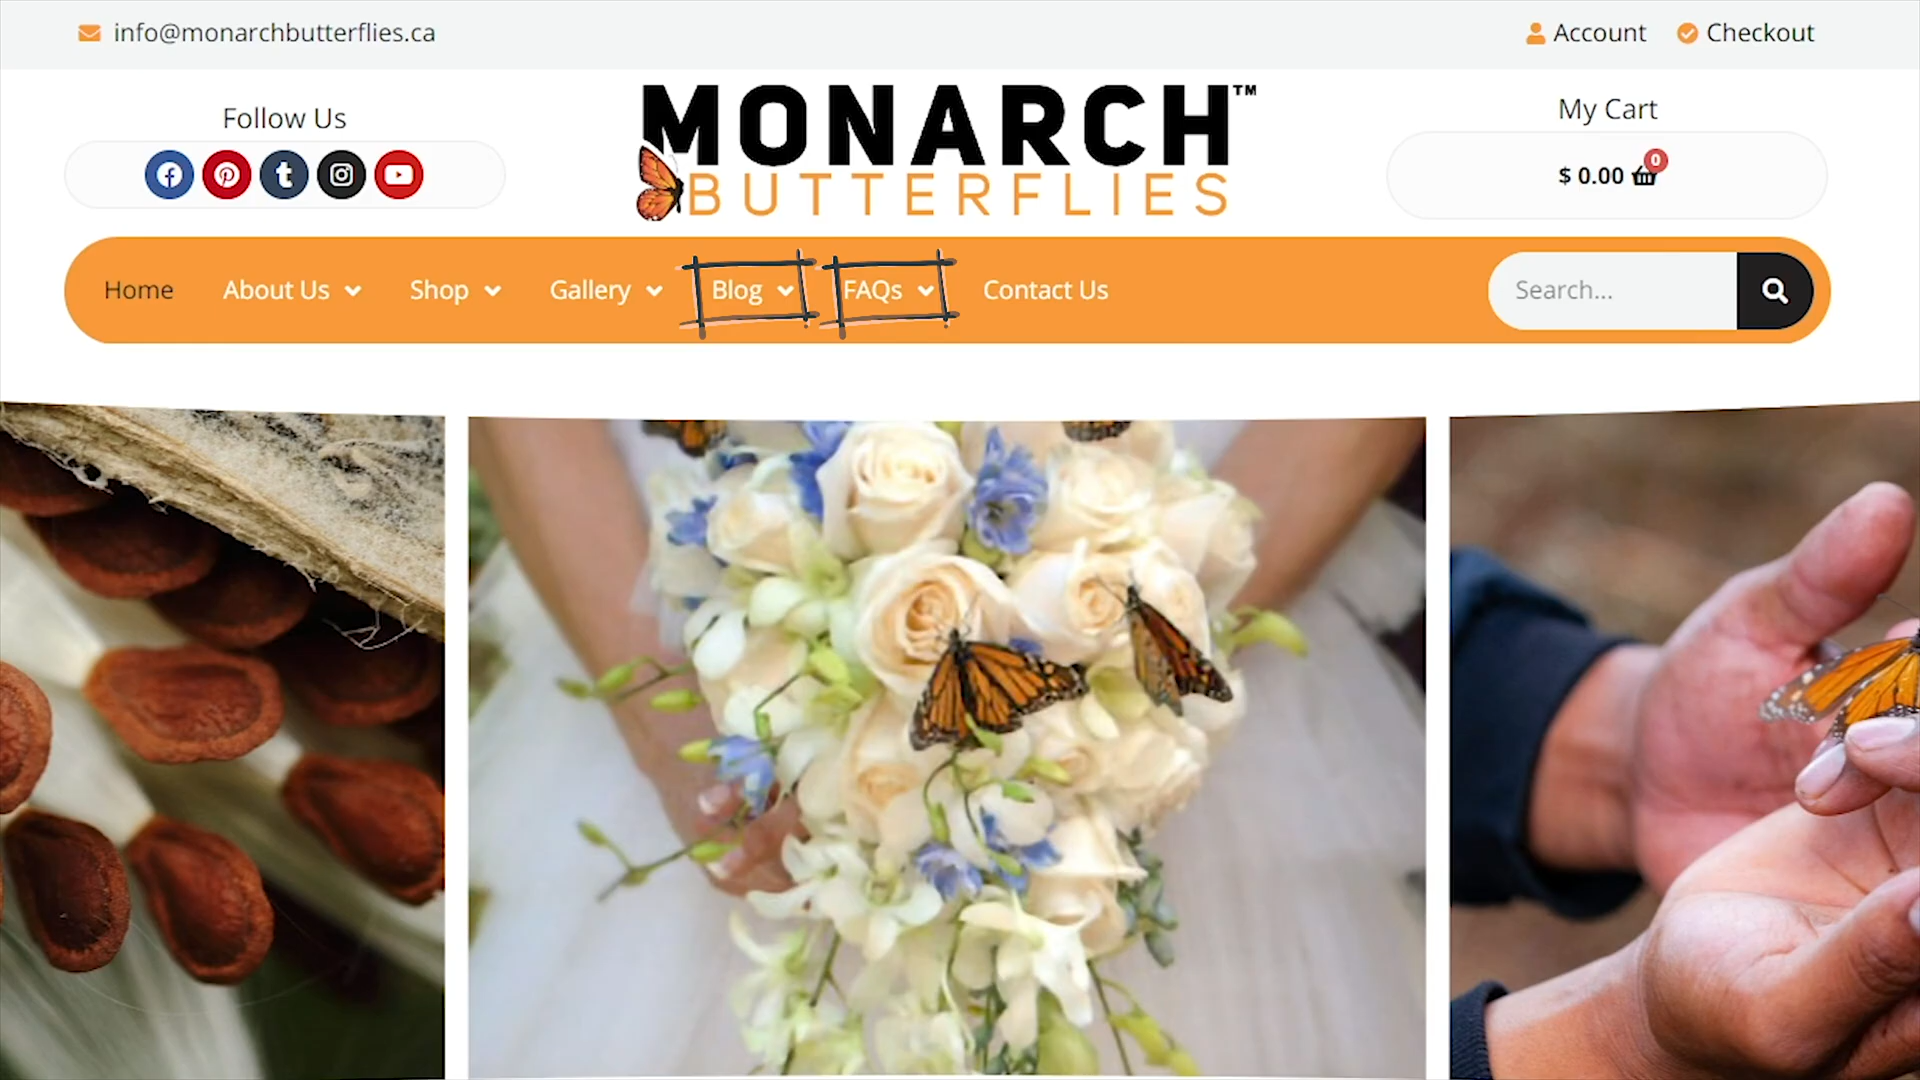 info@monarchbutterflies.ca
Account
Checkout
Follow Us
MONARCH™
BUTTERFLIES
My Cart
$ 0.00
0
Home
About Us
Shop
Gallery
Blog
FAQs
Contact Us
Search...